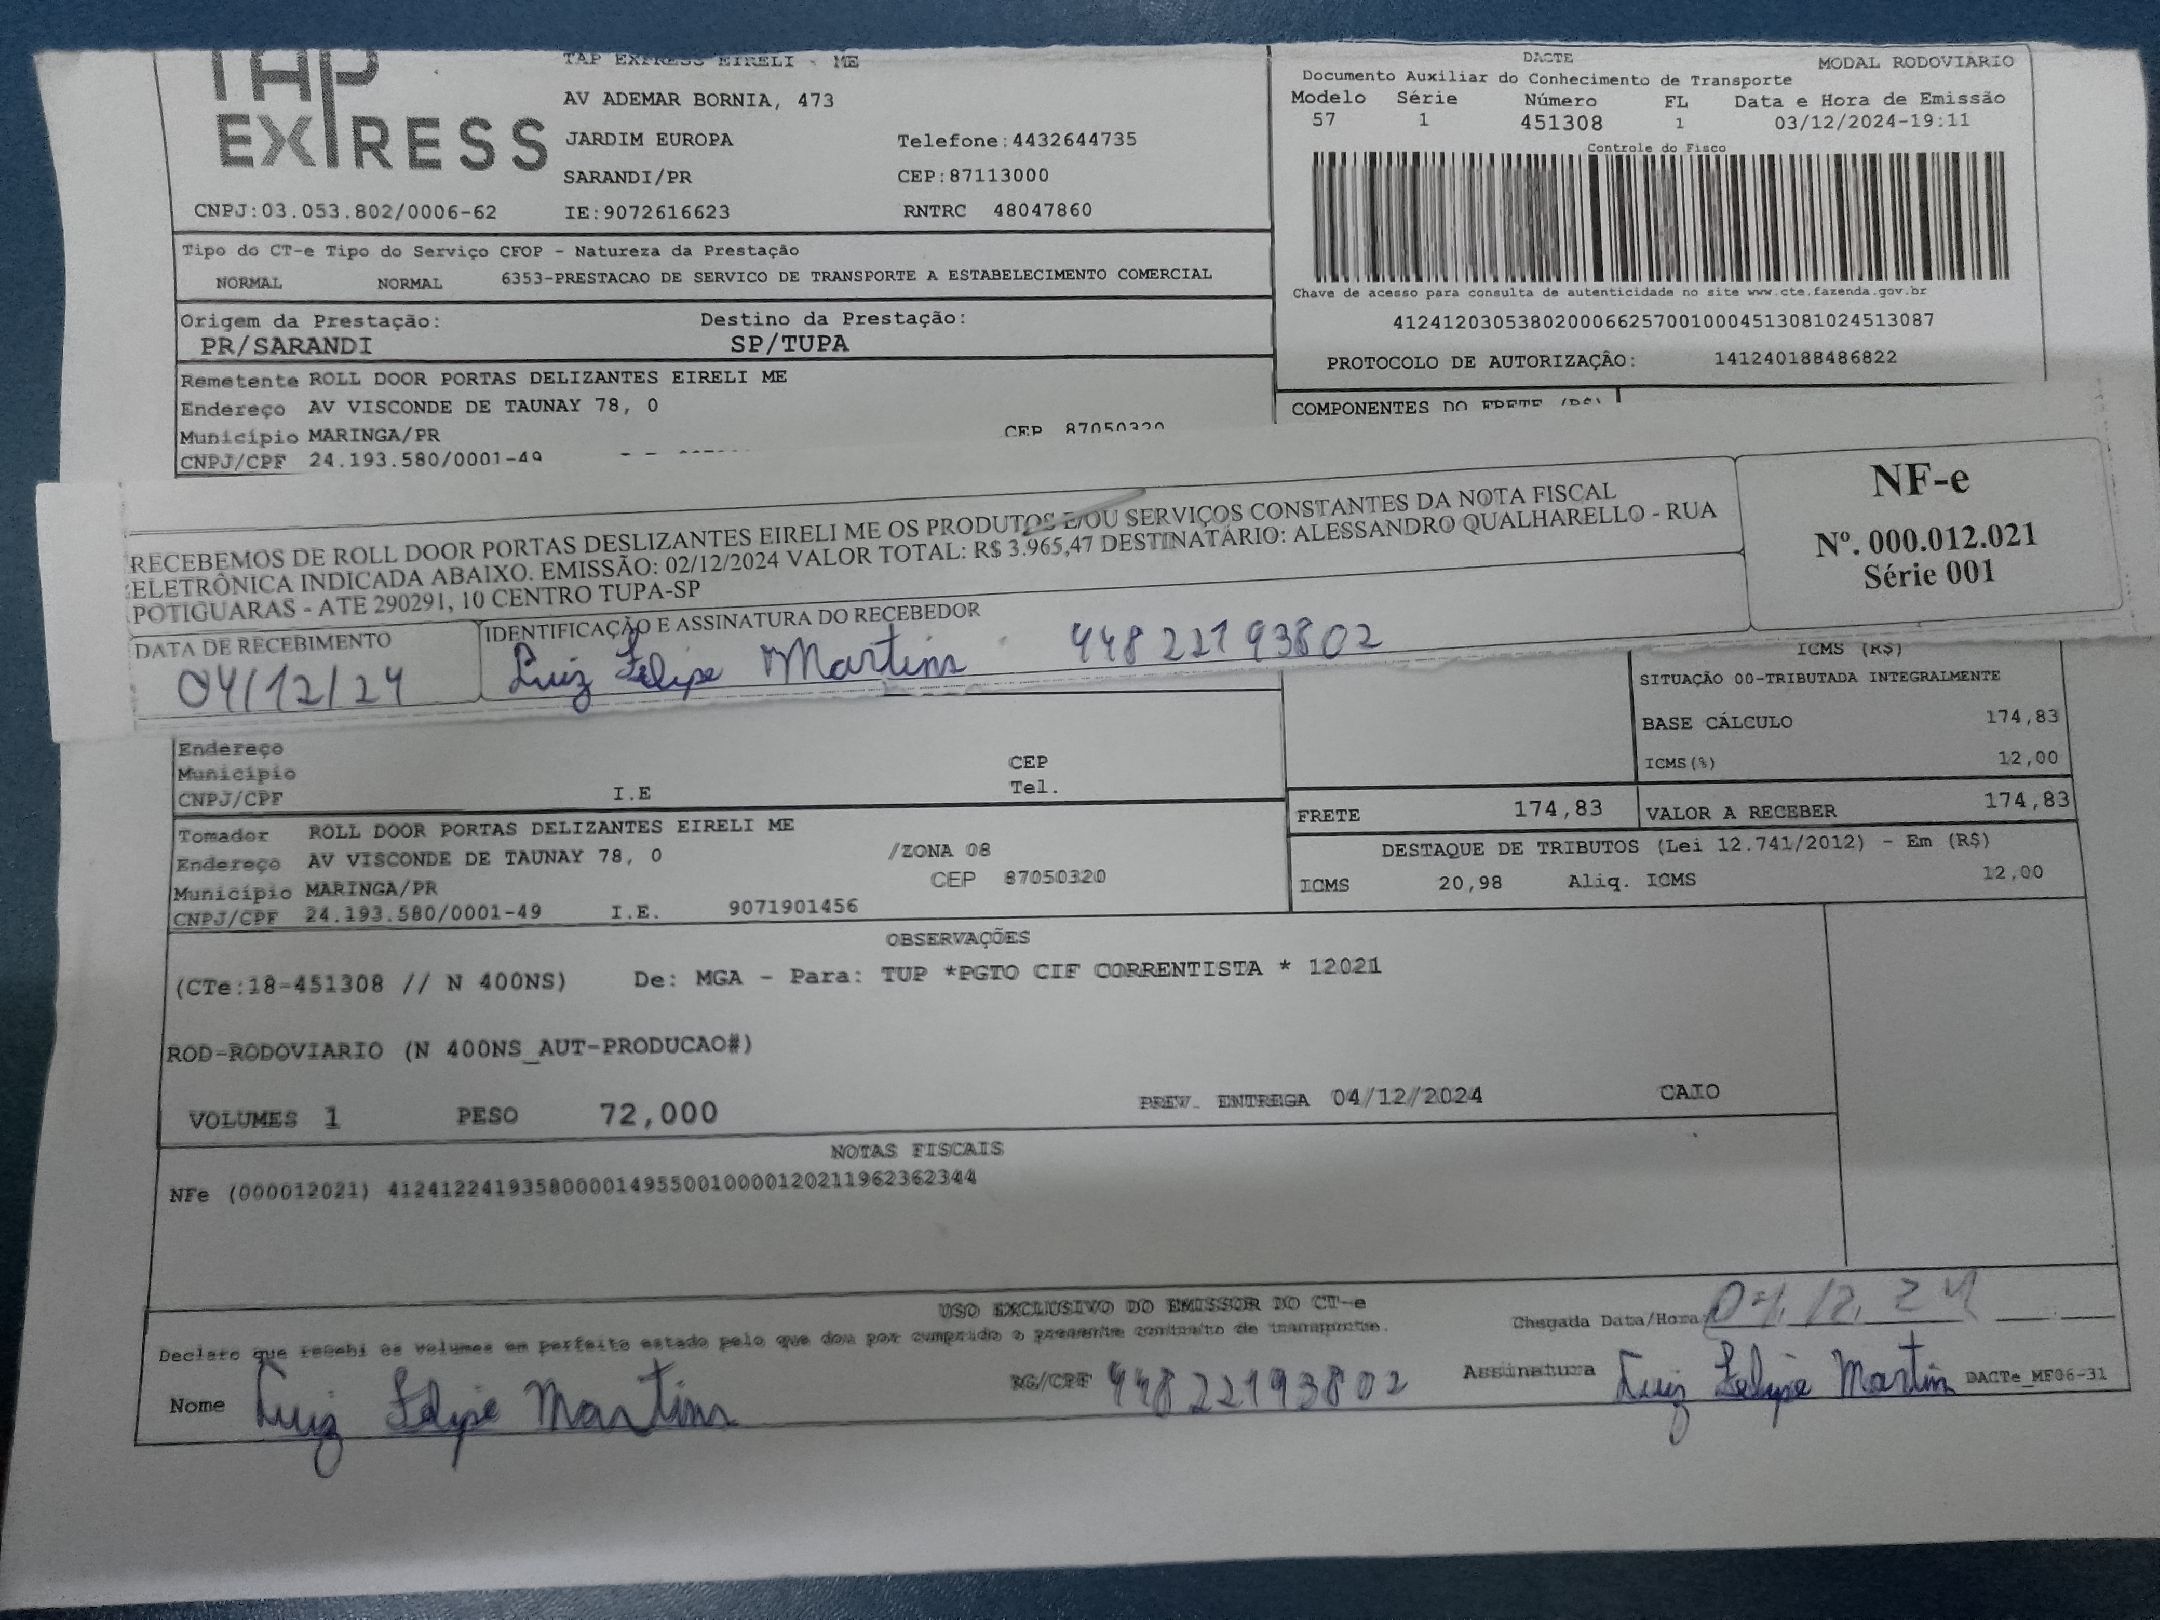 TAP
EXPRESS
TAP EXPRESS EIRELI - ME
AV ADEMAR BORNIA, 473
JARDIM EUROPA Telefone:4432644735
SARANDI/PR CEP:87113000
CNPJ:03.053.802/0006-62 IE:9072616623 RNTRC 48047860
DACTE MODAL RODOVIÁRIO
Documento Auxiliar do Conhecimento de Transporte
Modelo Série Número FL Data e Hora de Emissão
57 1 451308 1 03/12/2024-19:11
Controle do Fisco
Chave de acesso para consulta de autenticidade no site www.cte.fazenda.gov.br
41241203053802000662570010004513081024513087
PROTOCOLO DE AUTORIZAÇÃO: 141240188486822
Tipo do CT-e Tipo do Serviço CFOP - Natureza da Prestação
NORMAL NORMAL 6353-PRESTACAO DE SERVICO DE TRANSPORTE A ESTABELECIMENTO COMERCIAL
Origem da Prestação: Destino da Prestação:
PR/SARANDI SP/TUPA
Remetente ROLL DOOR PORTAS DELIZANTES EIRELI ME
Endereço AV VISCONDE DE TAUNAY 78, 0
Município MARINGA/PR CEP 87050320
CNPJ/CPF 24.193.580/0001-49
COMPONENTES DO FRETE (R$)
RECEBEMOS DE ROLL DOOR PORTAS DESLIZANTES EIRELI ME OS PRODUTOS E/OU SERVIÇOS CONSTANTES DA NOTA FISCAL
ELETRÔNICA INDICADA ABAIXO. EMISSÃO: 02/12/2024 VALOR TOTAL: R$ 3.965,47 DESTINATÁRIO: ALESSANDRO QUALHARELLO - RUA
POTIGUARAS - ATE 290291, 10 CENTRO TUPA-SP
NF-e
Nº. 000.012.021
Série 001
DATA DE RECEBIMENTO IDENTIFICAÇÃO E ASSINATURA DO RECEBEDOR
04/12/24 Luiz Felipe Martins 44822193802
ICMS (R$)
SITUAÇÃO 00-TRIBUTADA INTEGRALMENTE
BASE CÁLCULO 174,83
ICMS(%) 12,00
Endereço
Município CEP
CNPJ/CPF I.E Tel.
FRETE 174,83 VALOR A RECEBER 174,83
DESTAQUE DE TRIBUTOS (Lei 12.741/2012) - Em (R$)
ICMS 20,98 Aliq. ICMS 12,00
Tomador ROLL DOOR PORTAS DELIZANTES EIRELI ME
Endereço AV VISCONDE DE TAUNAY 78, 0 /ZONA 08
Município MARINGA/PR CEP 87050320
CNPJ/CPF 24.193.580/0001-49 I.E. 9071901456
OBSERVAÇÕES
(CTe:18-451308 // N 400NS) De: MGA - Para: TUP *PGTO CIF CORRENTISTA * 12021
ROD-RODOVIARIO (N 400NS_AUT-PRODUCAO#)
VOLUMES 1 PESO 72,000 PREV. ENTREGA 04/12/2024 CAIO
NOTAS FISCAIS
NFe (000012021) 41241224193580000149550010000120211962362344
USO EXCLUSIVO DO EMISSOR DO CT-e
Declaro que recebi os volumes em perfeito estado pelo que dou por cumprido o presente contrato de transporte.
Chegada Data/Hora 04.12.24
Nome Luiz Felipe Martins RG/CPF 44822193802 Assinatura Luiz Felipe Martins DACTe_MF06-31